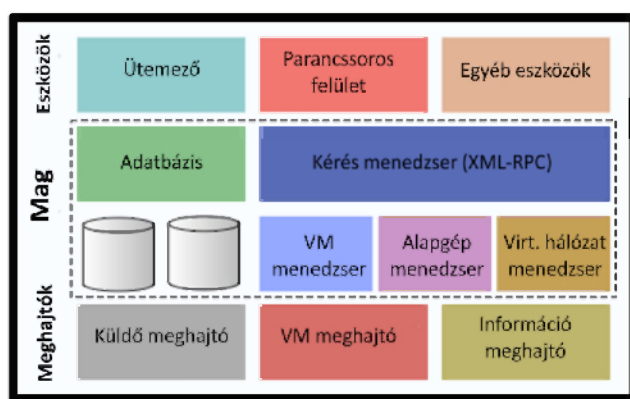 Eszközök
Ütemező
Parancssoros
felület
Egyéb eszközök
Mag
Adatbázis
Kérés menedzser (XML-RPC)
VM
menedzser
Alapgép
menedzser
Virt. hálózat
menedzser
Meghajtók
Küldő meghajtó
VM meghajtó
Információ
meghajtó